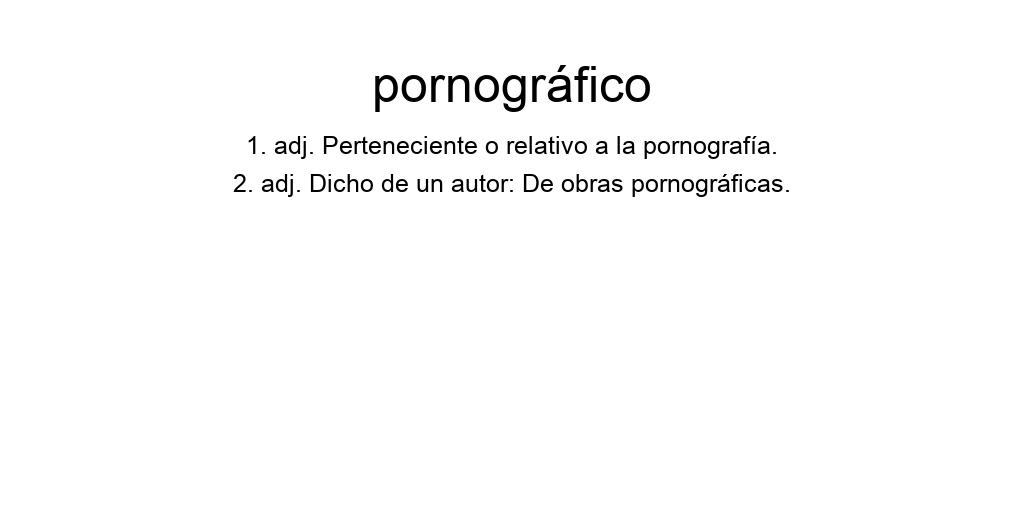 pornográfico
1. adj. Perteneciente o relativo a la pornografía.
2. adj. Dicho de un autor: De obras pornográficas.